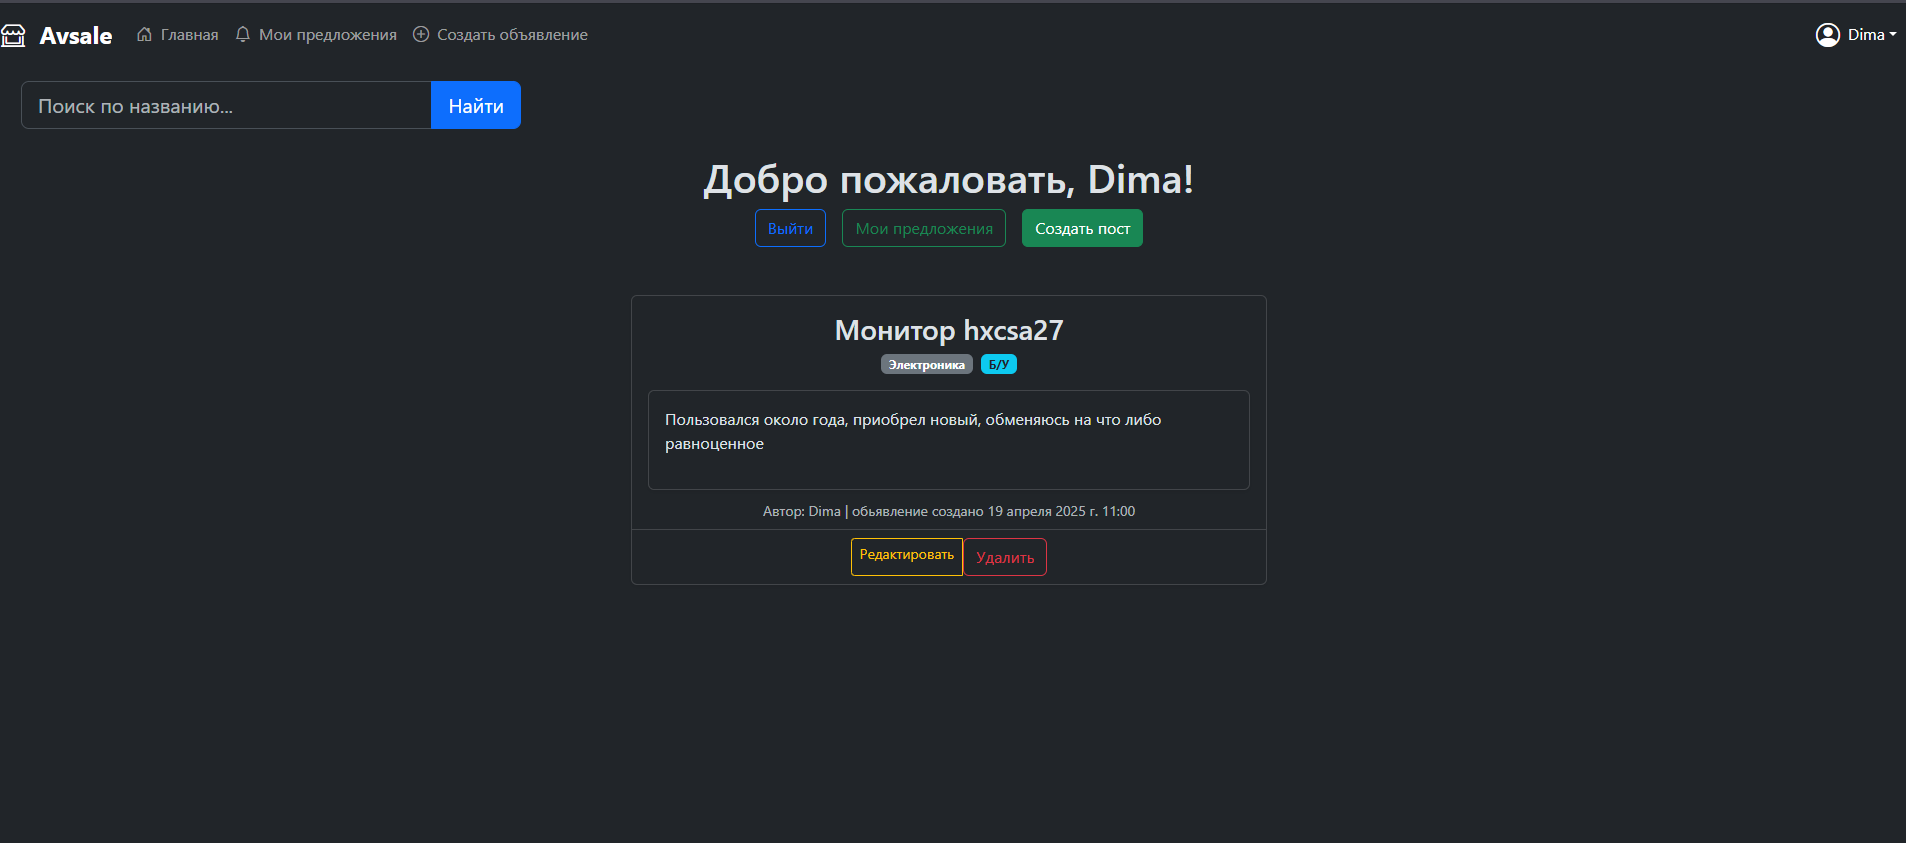 Avsale Главная Мои предложения Создать объявление Dima
Поиск по названию... Найти
Добро пожаловать, Dima!
Выйти Мои предложения Создать пост
Монитор hxcsa27
Электроника Б/У
Пользовался около года, приобрел новый, обменяюсь на что либо
равноценное
Автор: Dima | обьявление создано 19 апреля 2025 г. 11:00
Редактировать Удалить